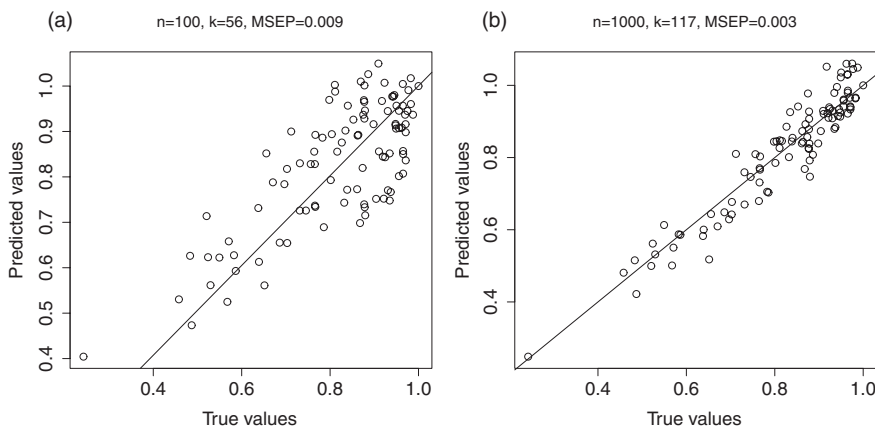 (a)
n=100, k=56, MSEP=0.009
Predicted values
1.0
0.9
0.8
0.7
0.6
0.5
0.4
0.4 0.6 0.8 1.0
True values
(b)
n=1000, k=117, MSEP=0.003
Predicted values
1.0
0.8
0.6
0.4
0.4 0.6 0.8 1.0
True values